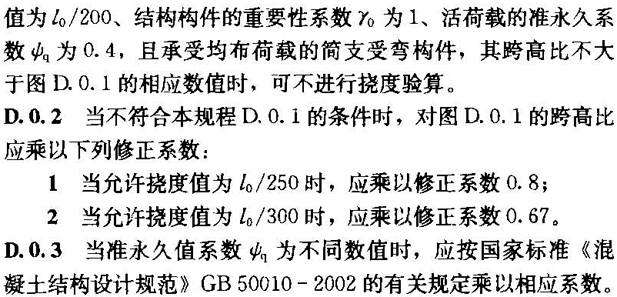 值为 l₀/200、结构构件的重要性系数 γ₀ 为 1、活荷载的准永久系
数 ψq 为 0.4，且承受均布荷载的简支受弯构件，其跨高比不大
于图 D.0.1 的相应数值时，可不进行挠度验算。
D.0.2 当不符合本规程 D.0.1 的条件时，对图 D.0.1 的跨高比
应乘以下列修正系数：
1 当允许挠度值为 l₀/250 时，应乘以修正系数 0.8；
2 当允许挠度值为 l₀/300 时，应乘以修正系数 0.67。
D.0.3 当准永久值系数 ψq 为不同数值时，应按国家标准《混
凝土结构设计规范》GB 50010-2002 的有关规定乘以相应系数。